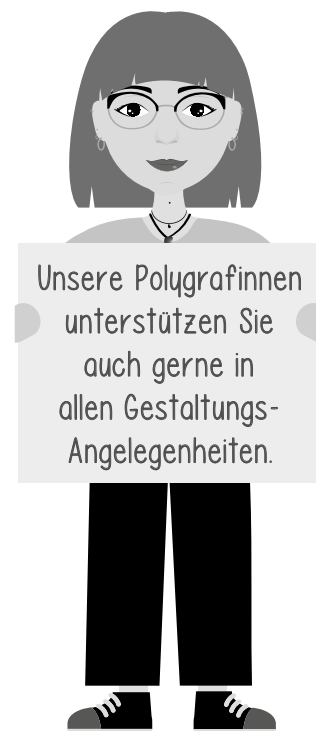 Unsere Polygrafinnen
unterstützen Sie
auch gerne in
allen Gestaltungs-
Angelegenheiten.